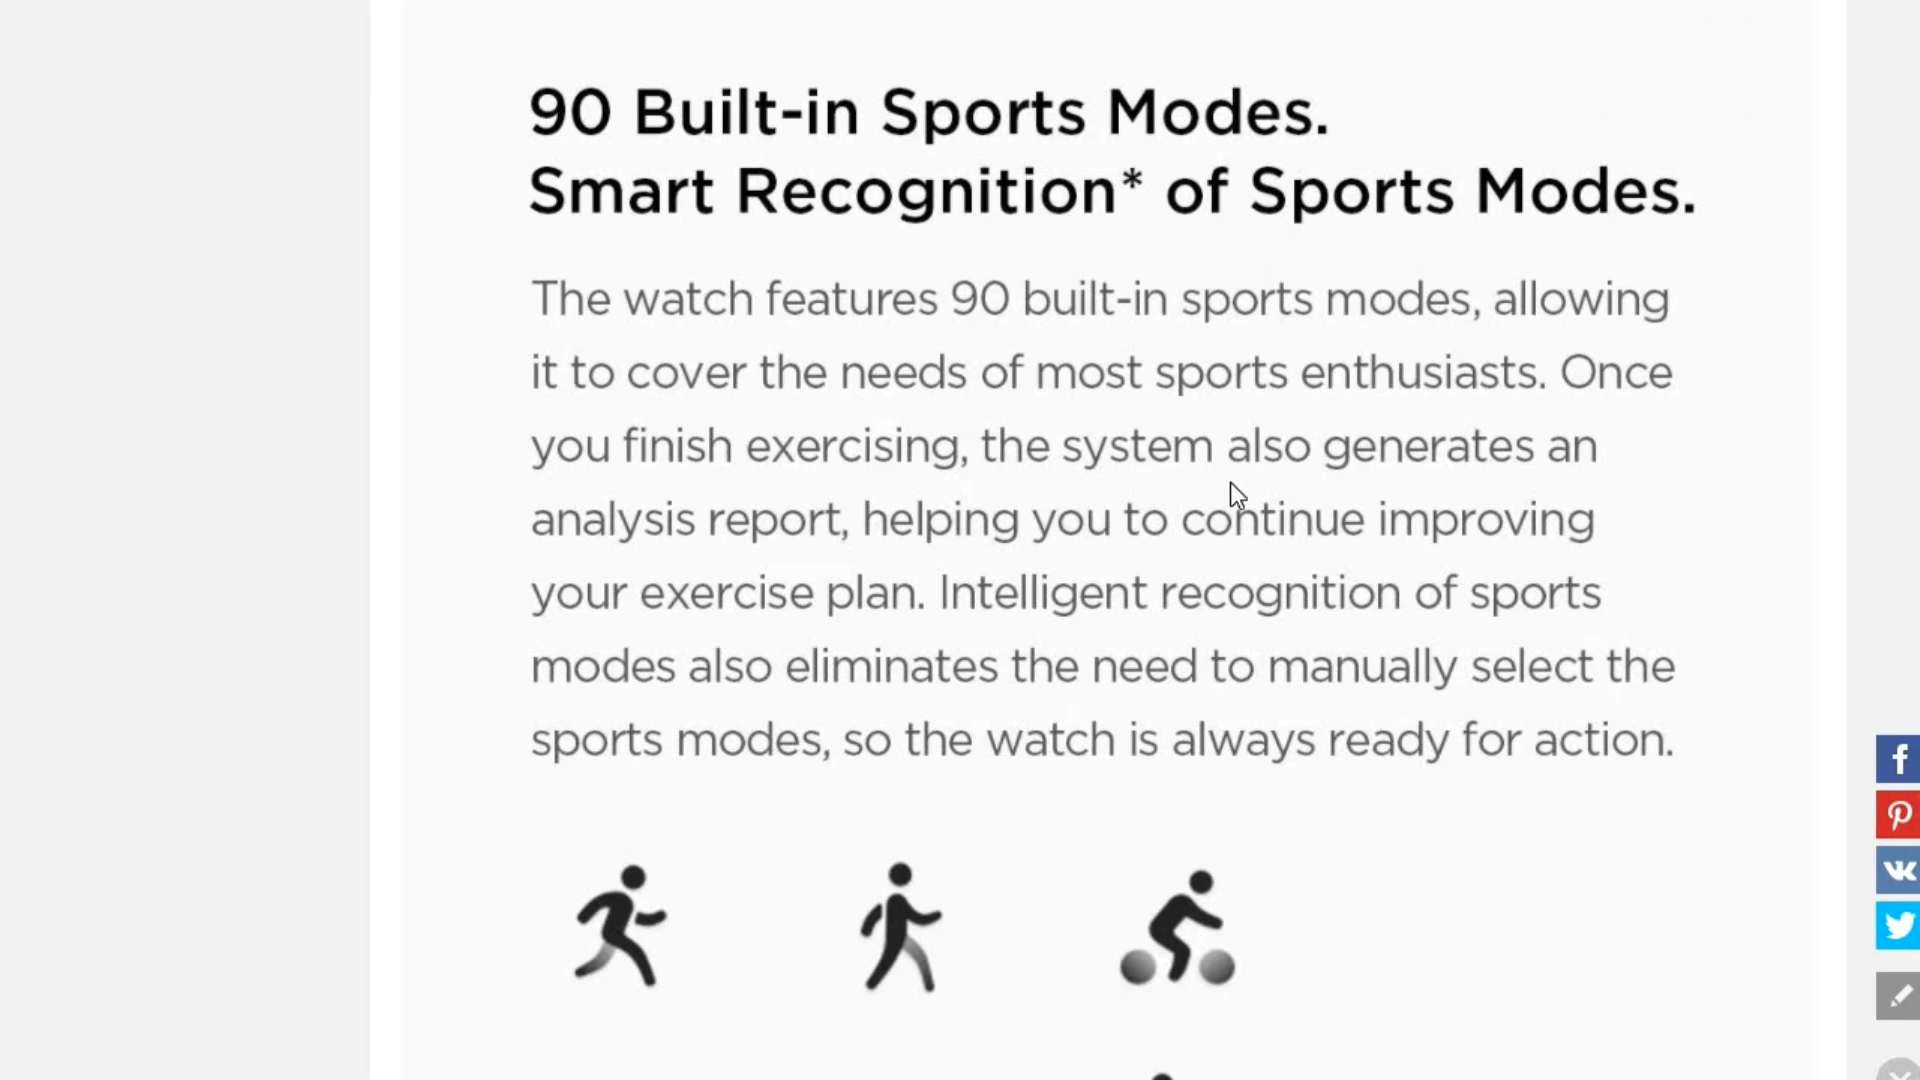 90 Built-in Sports Modes.
Smart Recognition* of Sports Modes.
The watch features 90 built-in sports modes, allowing
it to cover the needs of most sports enthusiasts. Once
you finish exercising, the system also generates an
analysis report, helping you to continue improving
your exercise plan. Intelligent recognition of sports
modes also eliminates the need to manually select the
sports modes, so the watch is always ready for action.